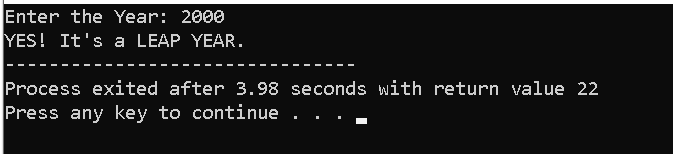 Enter the Year: 2000
YES! It's a LEAP YEAR.
--------------------------------
Process exited after 3.98 seconds with return value 22
Press any key to continue . . .